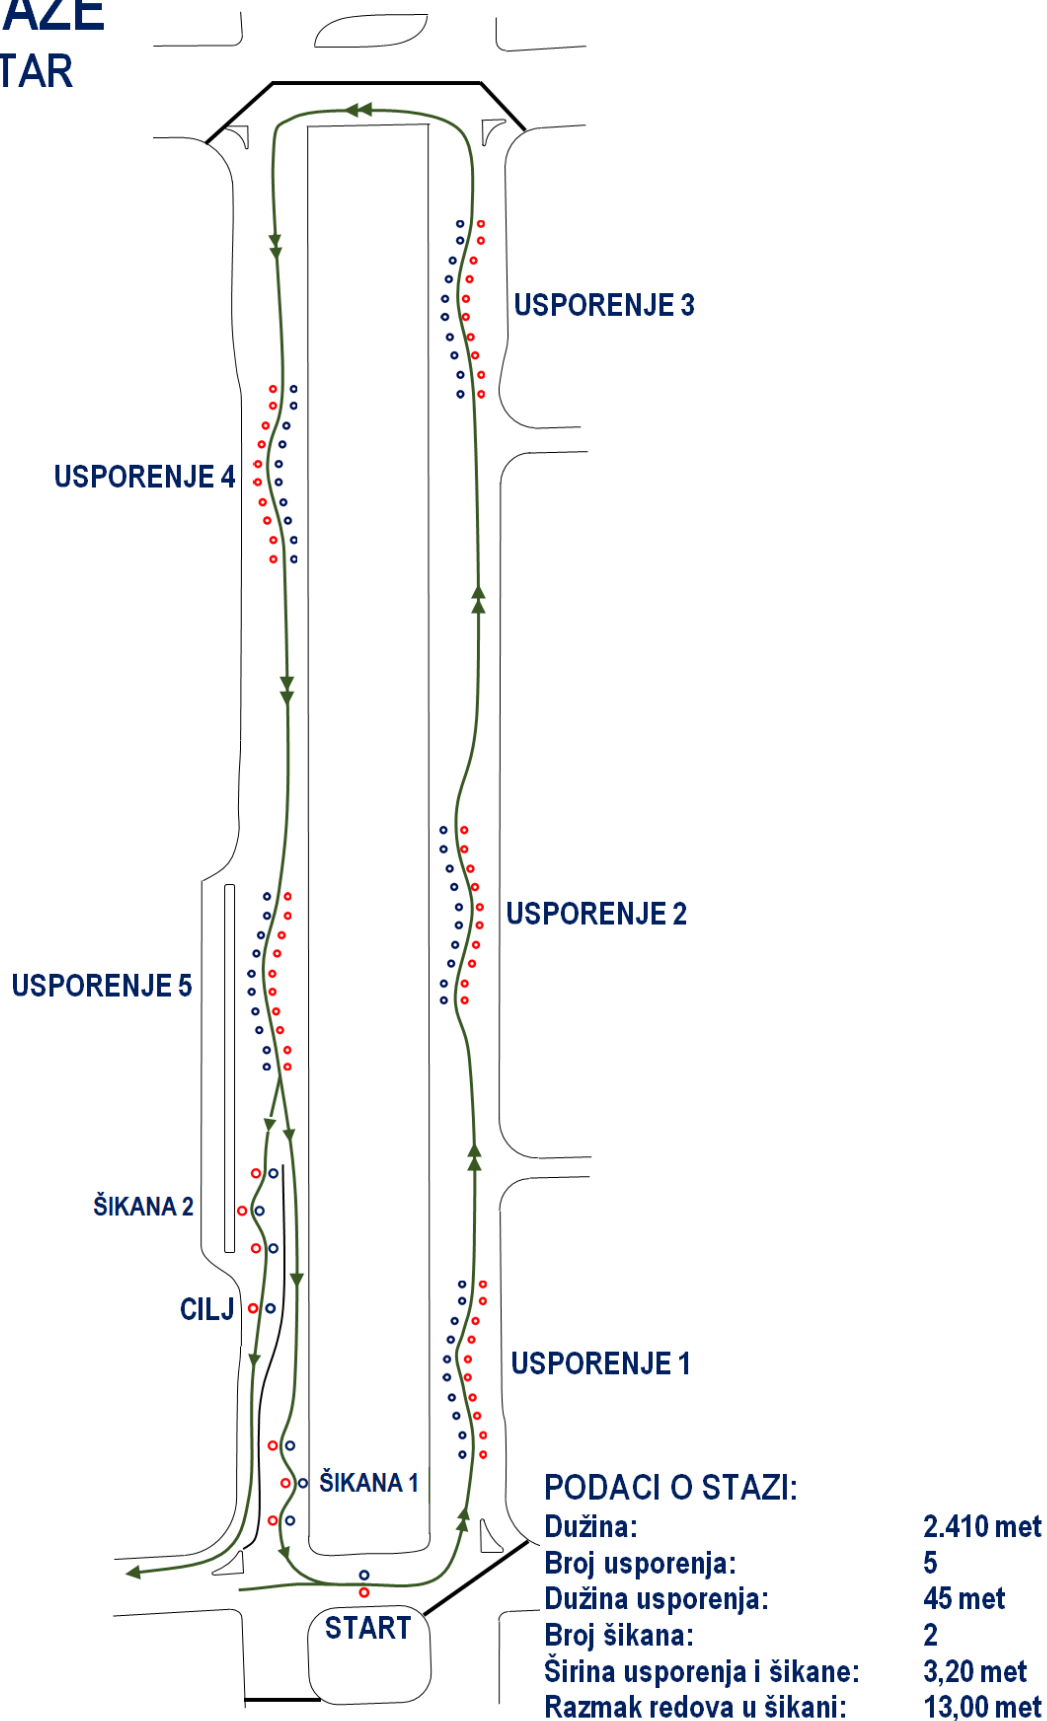 AZE
TAR
USPORENJE 3
USPORENJE 4
USPORENJE 2
USPORENJE 5
ŠIKANA 2
CILJ
USPORENJE 1
ŠIKANA 1
START
PODACI O STAZI:
Dužina: 2.410 met
Broj usporenja: 5
Dužina usporenja: 45 met
Broj šikana: 2
Širina usporenja i šikane: 3,20 met
Razmak redova u šikani: 13,00 met